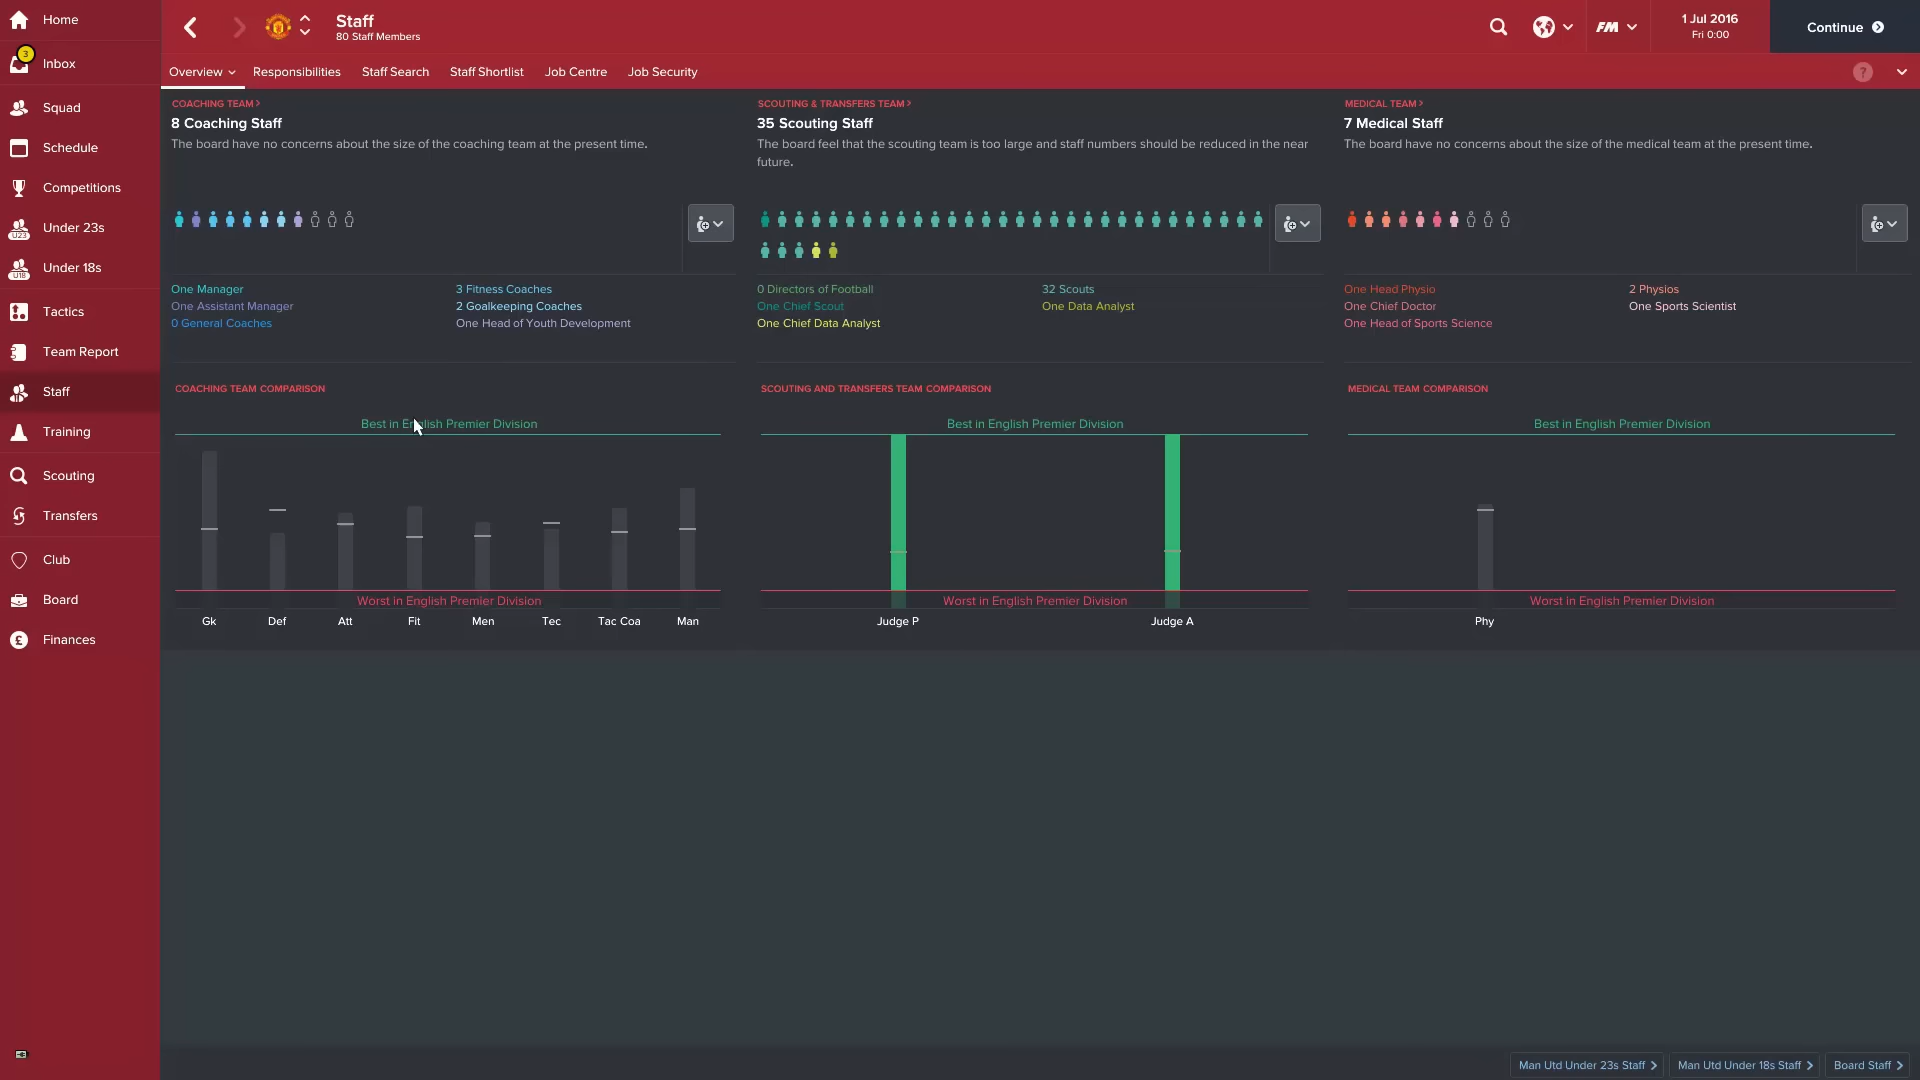 Home
3
Inbox
Squad
Schedule
Competitions
U23
Under 23s
U18
Under 18s
Tactics
Team Report
Staff
Training
Scouting
Transfers
Club
Board
£
Finances
Staff
80 Staff Members
FM
1 Jul 2016
Fri 0:00
Continue
Overview
Responsibilities
Staff Search
Staff Shortlist
Job Centre
Job Security
?
COACHING TEAM >
8 Coaching Staff
The board have no concerns about the size of the coaching team at the present time.
One Manager
One Assistant Manager
0 General Coaches
3 Fitness Coaches
2 Goalkeeping Coaches
One Head of Youth Development
SCOUTING & TRANSFERS TEAM >
35 Scouting Staff
The board feel that the scouting team is too large and staff numbers should be reduced in the near
future.
0 Directors of Football
One Chief Scout
One Chief Data Analyst
32 Scouts
One Data Analyst
MEDICAL TEAM >
7 Medical Staff
The board have no concerns about the size of the medical team at the present time.
One Head Physio
One Chief Doctor
One Head of Sports Science
2 Physios
One Sports Scientist
COACHING TEAM COMPARISON
Best in English Premier Division
Worst in English Premier Division
Gk Def Att Fit Men Tec Tac Coa Man
SCOUTING AND TRANSFERS TEAM COMPARISON
Best in English Premier Division
Worst in English Premier Division
Judge P Judge A
MEDICAL TEAM COMPARISON
Best in English Premier Division
Worst in English Premier Division
Phy
Man Utd Under 23s Staff >
Man Utd Under 18s Staff >
Board Staff >